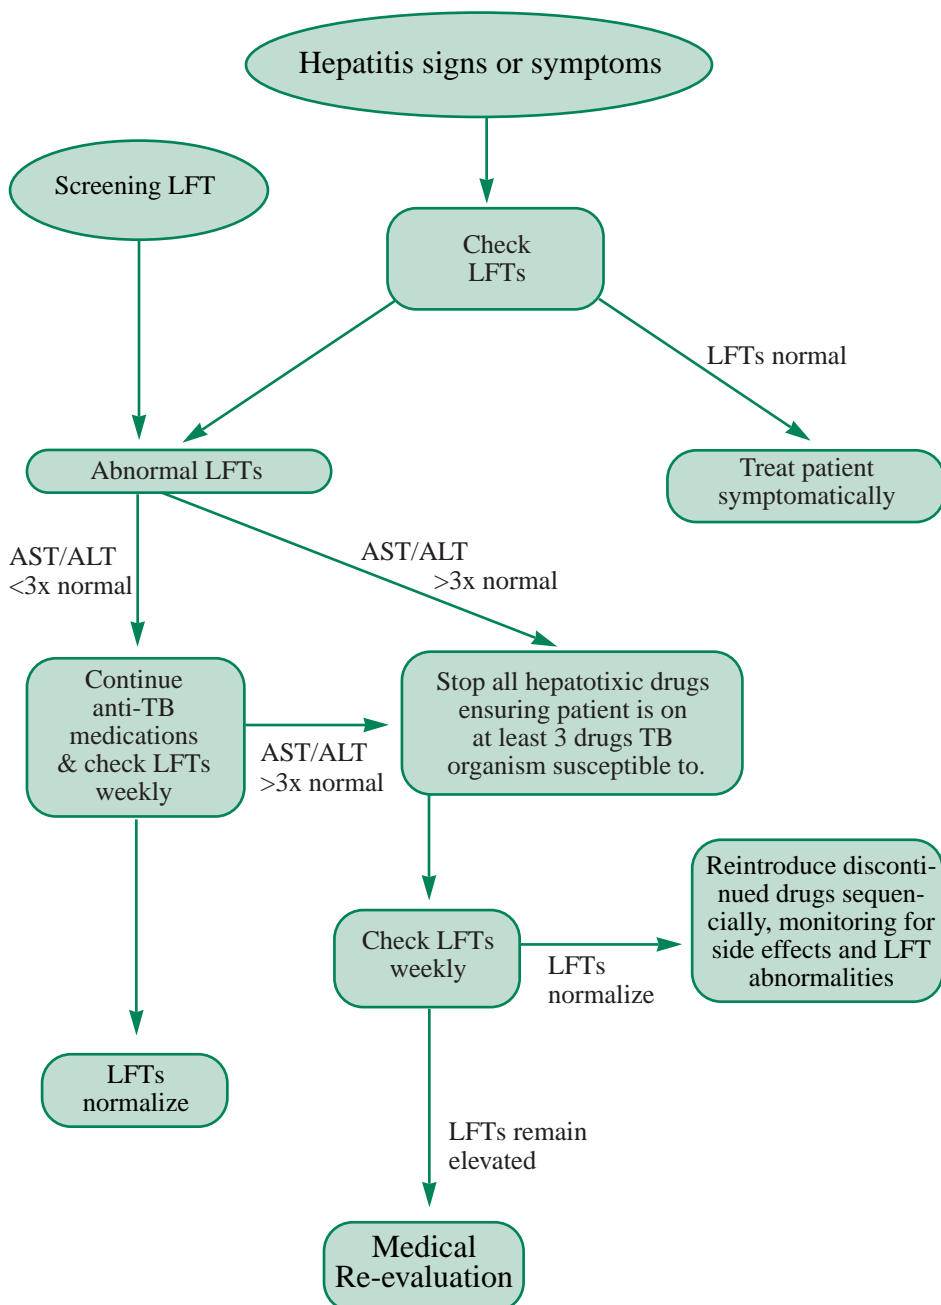 Hepatitis signs or symptoms
Screening LFT
Check
LFTs
LFTs normal
Abnormal LFTs
Treat patient
symptomatically
AST/ALT
<3x normal
AST/ALT
>3x normal
Continue
anti-TB
medications
& check LFTs
weekly
AST/ALT
>3x normal
Stop all hepatotixic drugs
ensuring patient is on
at least 3 drugs TB
organism susceptible to.
Check LFTs
weekly
LFTs
normalize
Reintroduce disconti-
nued drugs sequen-
cially, monitoring for
side effects and LFT
abnormalities
LFTs
normalize
LFTs remain
elevated
Medical
Re-evaluation